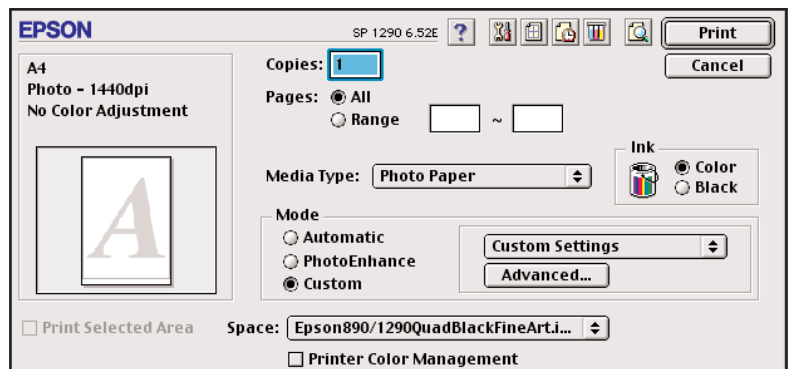 EPSON
SP 1290 6.52E ?
Print
A4
Photo - 1440dpi
No Color Adjustment
A
Copies: 1
Cancel
Pages: All
Range ~
Ink
Color
Black
Media Type: Photo Paper
Mode
Automatic
PhotoEnhance
Custom
Custom Settings
Advanced...
Print Selected Area
Space: Epson890/1290QuadBlackFineArt.i...
Printer Color Management